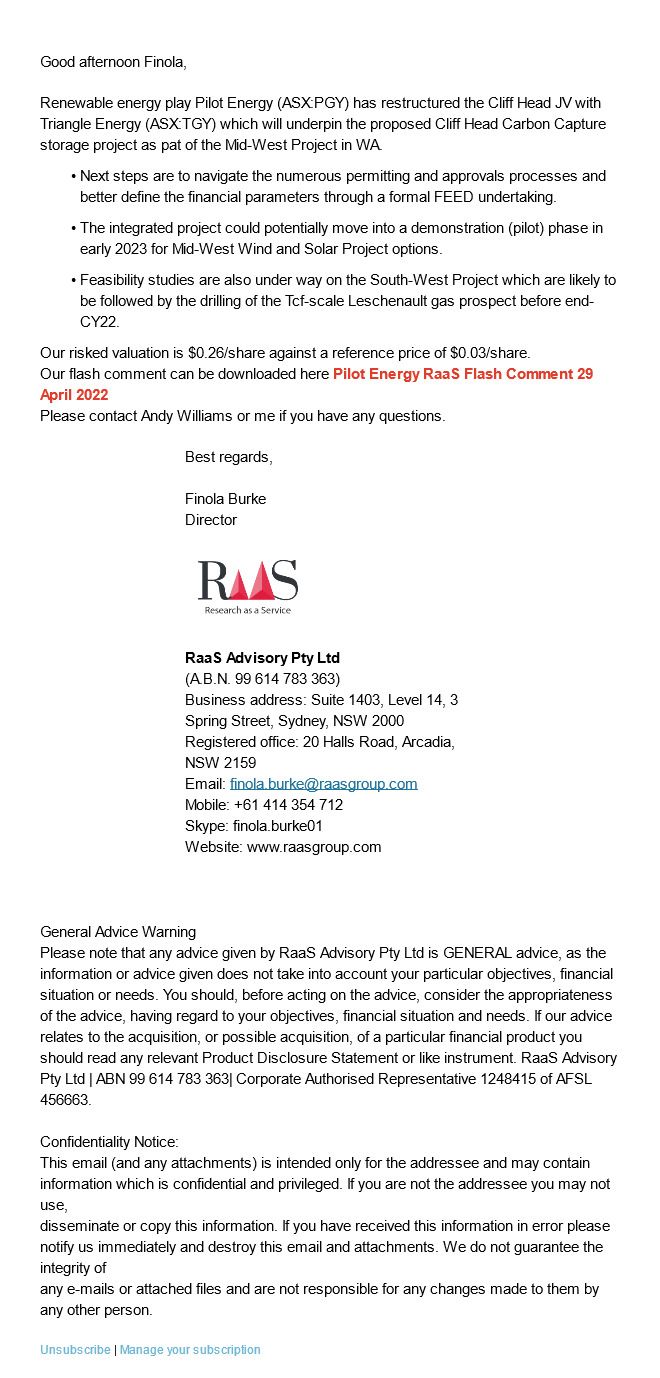 Good afternoon Finola,
Renewable energy play Pilot Energy (ASX:PGY) has restructured the Cliff Head JV with
Triangle Energy (ASX:TGY) which will underpin the proposed Cliff Head Carbon Capture
storage project as pat of the Mid-West Project in WA.
• Next steps are to navigate the numerous permitting and approvals processes and
better define the financial parameters through a formal FEED undertaking.
• The integrated project could potentially move into a demonstration (pilot) phase in
early 2023 for Mid-West Wind and Solar Project options.
• Feasibility studies are also under way on the South-West Project which are likely to
be followed by the drilling of the Tcf-scale Leschenault gas prospect before end-
CY22.
Our risked valuation is $0.26/share against a reference price of $0.03/share.
Our flash comment can be downloaded here Pilot Energy RaaS Flash Comment 29
April 2022
Please contact Andy Williams or me if you have any questions.
Best regards,
Finola Burke
Director
RAAS
Research as a Service
RaaS Advisory Pty Ltd
(A.B.N. 99 614 783 363)
Business address: Suite 1403, Level 14, 3
Spring Street, Sydney, NSW 2000
Registered office: 20 Halls Road, Arcadia,
NSW 2159
Email: finola.burke@raasgroup.com
Mobile: +61 414 354 712
Skype: finola.burke01
Website: www.raasgroup.com
General Advice Warning
Please note that any advice given by RaaS Advisory Pty Ltd is GENERAL advice, as the
information or advice given does not take into account your particular objectives, financial
situation or needs. You should, before acting on the advice, consider the appropriateness
of the advice, having regard to your objectives, financial situation and needs. If our advice
relates to the acquisition, or possible acquisition, of a particular financial product you
should read any relevant Product Disclosure Statement or like instrument. RaaS Advisory
Pty Ltd | ABN 99 614 783 363| Corporate Authorised Representative 1248415 of AFSL
456663.
Confidentiality Notice:
This email (and any attachments) is intended only for the addressee and may contain
information which is confidential and privileged. If you are not the addressee you may not
use,
disseminate or copy this information. If you have received this information in error please
notify us immediately and destroy this email and attachments. We do not guarantee the
integrity of
any e-mails or attached files and are not responsible for any changes made to them by
any other person.
Unsubscribe | Manage your subscription